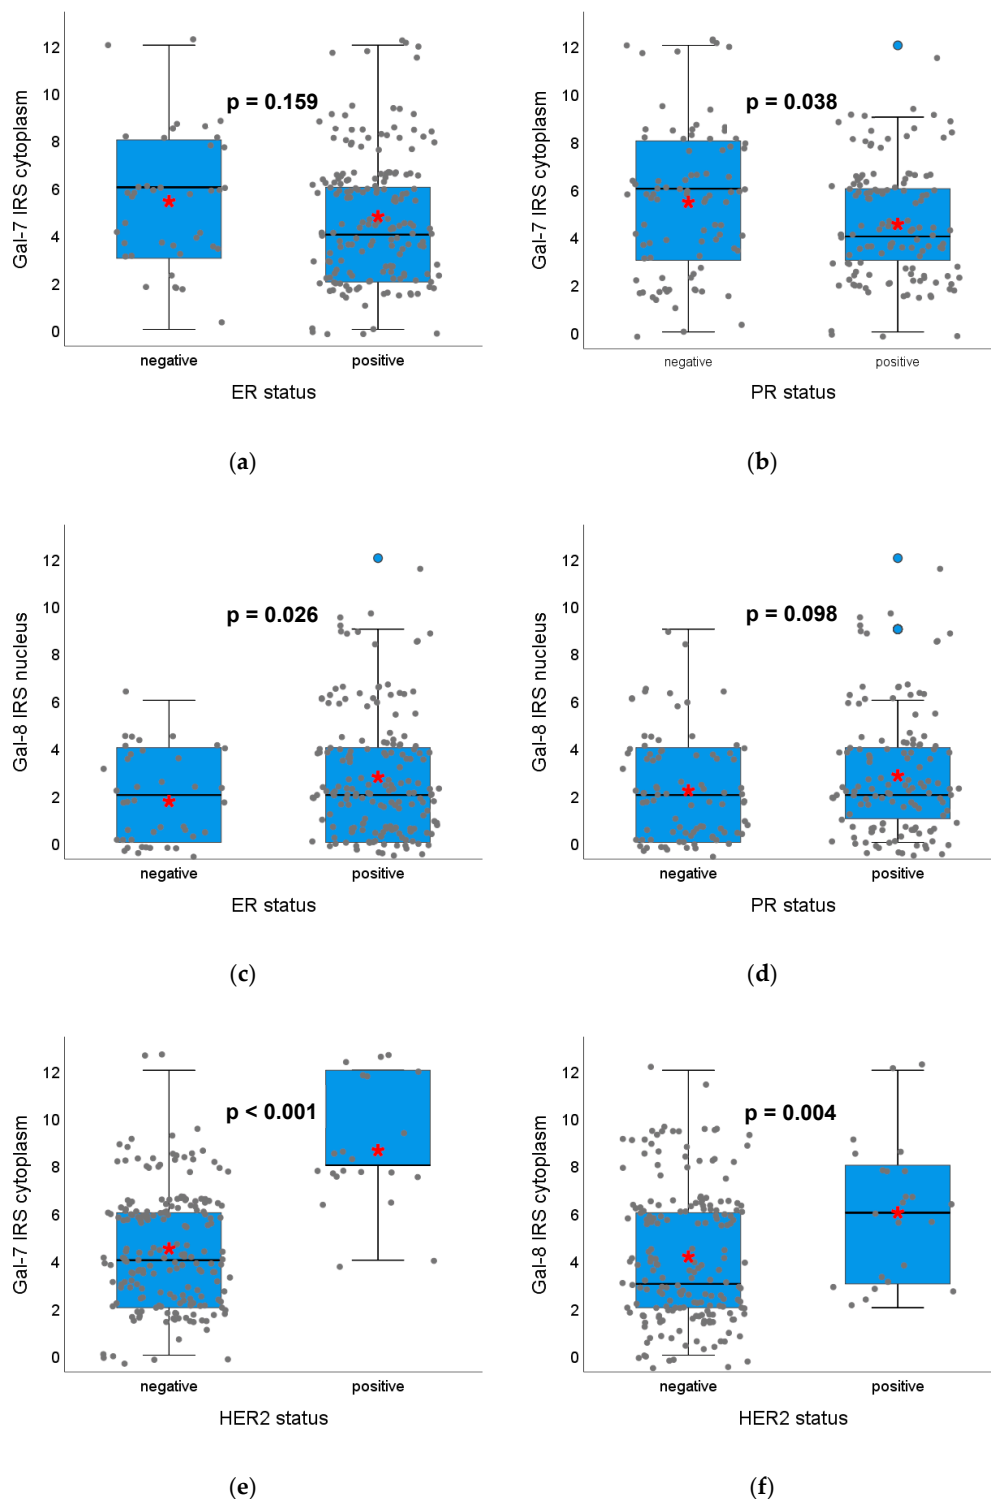 12
10
8
6
4
2
0
Gal-7 IRS cytoplasm
p = 0.159
negative
positive
ER status
(a)
12
10
8
6
4
2
0
Gal-7 IRS cytoplasm
p = 0.038
negative
positive
PR status
(b)
12
10
8
6
4
2
0
Gal-8 IRS nucleus
p = 0.026
negative
positive
ER status
(c)
12
10
8
6
4
2
0
Gal-8 IRS nucleus
p = 0.098
negative
positive
PR status
(d)
12
10
8
6
4
2
0
Gal-7 IRS cytoplasm
p < 0.001
negative
positive
HER2 status
(e)
12
10
8
6
4
2
0
Gal-8 IRS cytoplasm
p = 0.004
negative
positive
HER2 status
(f)